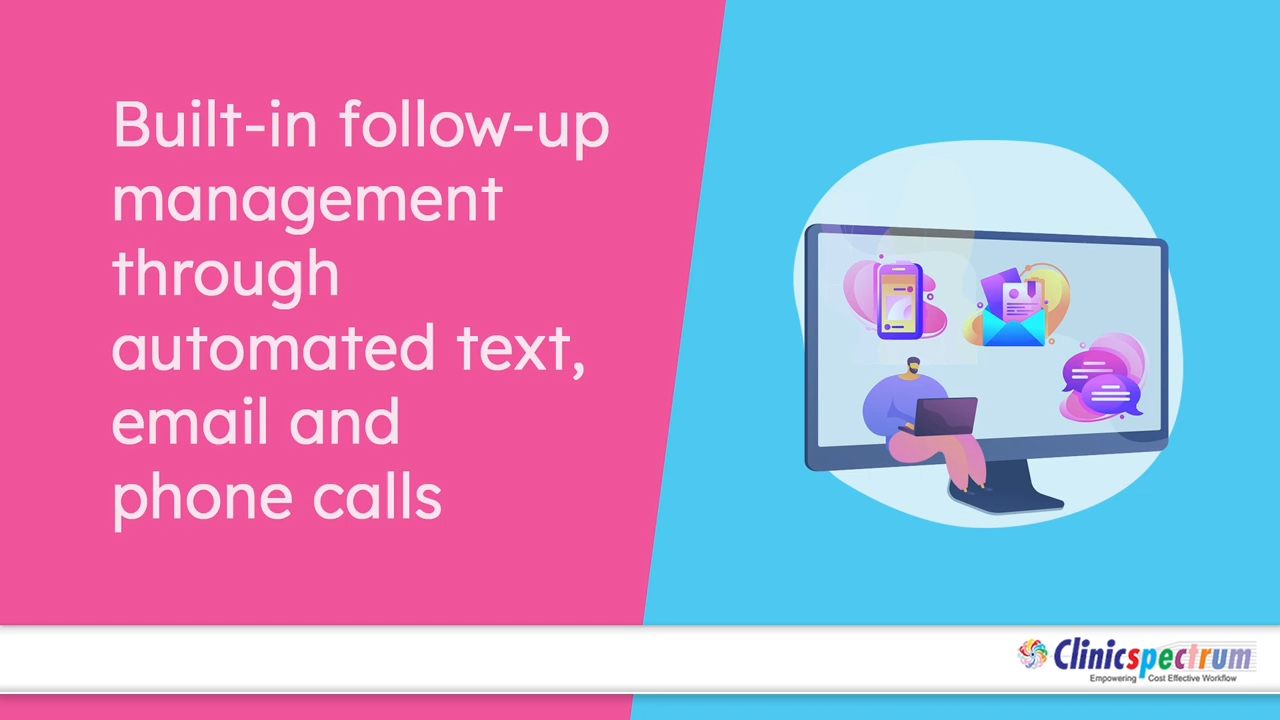 Built-in follow-up
management
through
automated text,
email and
phone calls
Clinicspectrum
Empowering Cost Effective Workflow